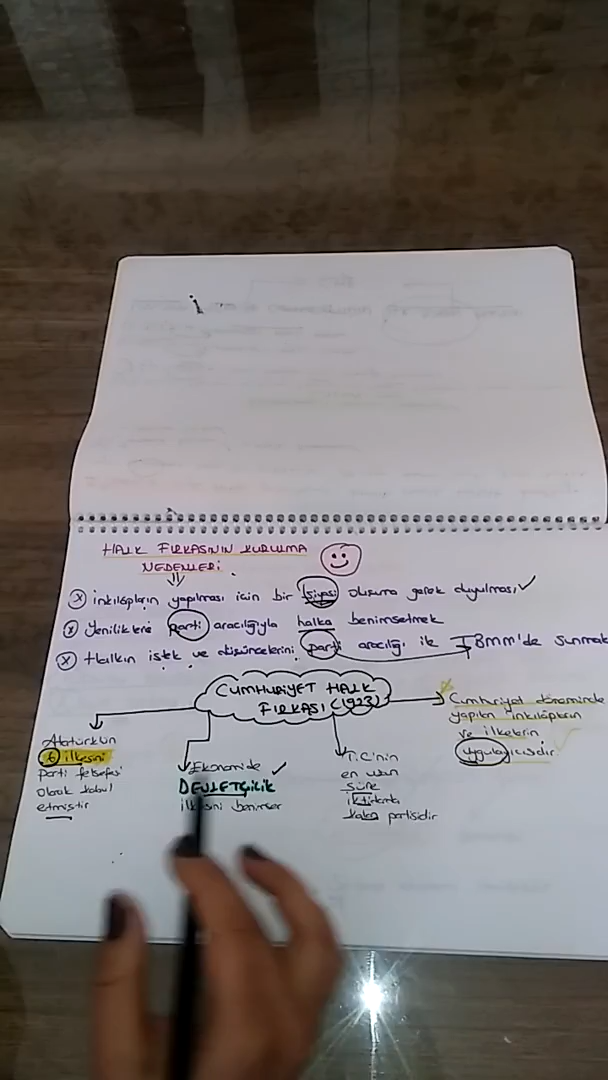 HALK FIRKASININ KURULMA
NEDENLERİ
inkılapların yapılması için bir siyasi oluşuma gerek duyulması
Yenilikleri parti aracılığıyla halka benimsetmek
Halkın istek ve düşüncelerini parti aracılığı ile TBMM'de sunmak
CUMHURİYET HALK
FIRKASI (1923)
Atatürk'ün
6 ilkesini
parti felsefesi
olarak kabul
etmiştir
Ekonomide
DEVLETÇİLİK
ilkesini benimser
T.C'nin
en uzun
süre
iktidarda
kalan partisidir
Cumhuriyet döneminde
yapılan inkılapların
ve ilkelerin
uygulayıcısıdır